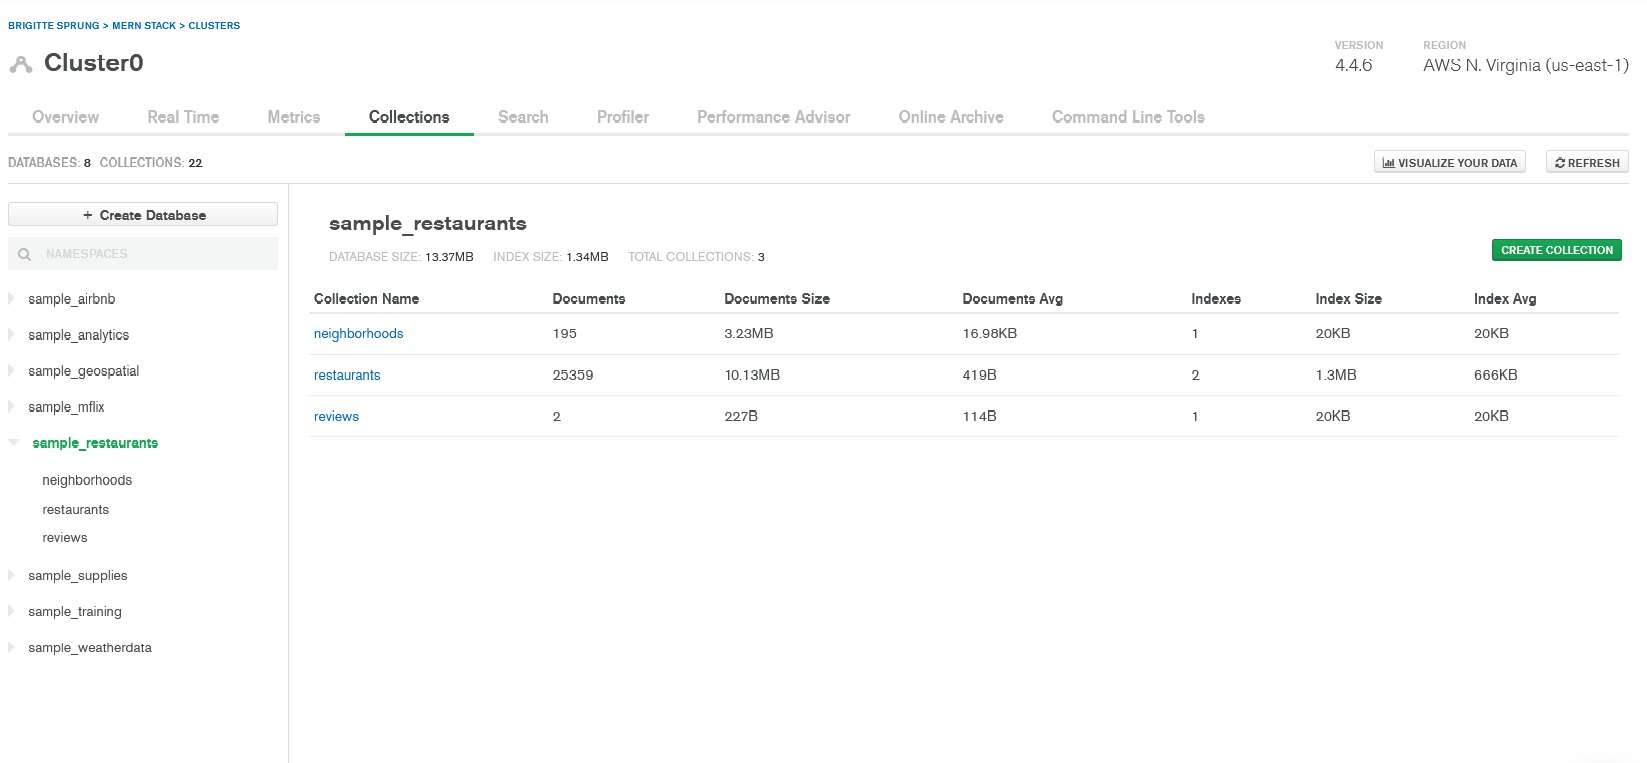 BRIGITTE SPRUNG > MERN STACK > CLUSTERS
Cluster0
VERSION REGION
4.4.6 AWS N. Virginia (us-east-1)
Overview Real Time Metrics Collections Search Profiler Performance Advisor Online Archive Command Line Tools
DATABASES: 8 COLLECTIONS: 22
VISUALIZE YOUR DATA REFRESH
+ Create Database
NAMESPACES
sample_airbnb
sample_analytics
sample_geospatial
sample_mflix
sample_restaurants
neighborhoods
restaurants
reviews
sample_supplies
sample_training
sample_weatherdata
sample_restaurants
DATABASE SIZE: 13.37MB INDEX SIZE: 1.34MB TOTAL COLLECTIONS: 3
CREATE COLLECTION
Collection Name Documents Documents Size Documents Avg Indexes Index Size Index Avg
neighborhoods 195 3.23MB 16.98KB 1 20KB 20KB
restaurants 25359 10.13MB 419B 2 1.3MB 666KB
reviews 2 227B 114B 1 20KB 20KB